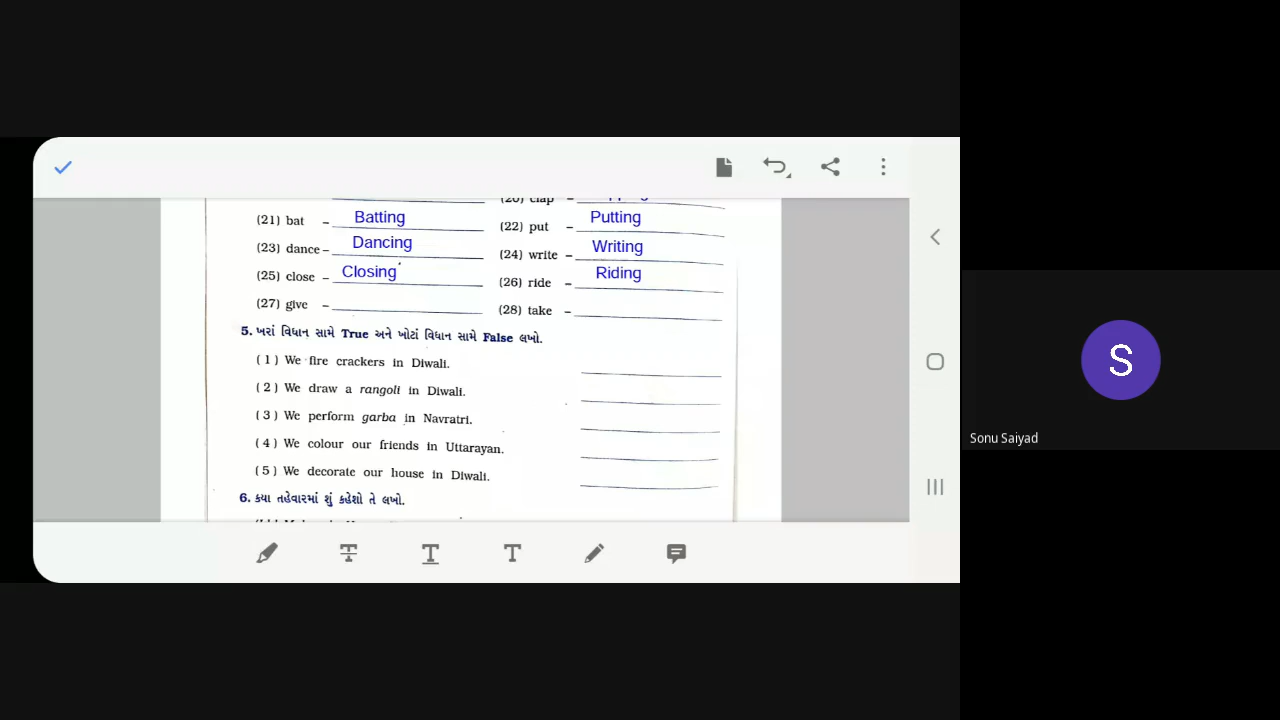 (20) clap –
(21) bat – Batting (22) put – Putting
(23) dance – Dancing (24) write – Writing
(25) close – Closing (26) ride – Riding
(27) give – (28) take –
5. ખરાં વિધાન સામે True અને ખોટાં વિધાન સામે False લખો.
(1) We fire crackers in Diwali.
(2) We draw a rangoli in Diwali.
(3) We perform garba in Navratri.
(4) We colour our friends in Uttarayan.
(5) We decorate our house in Diwali.
6. કયા તહેવારમાં શું કહેશો તે લખો.
S
Sonu Saiyad